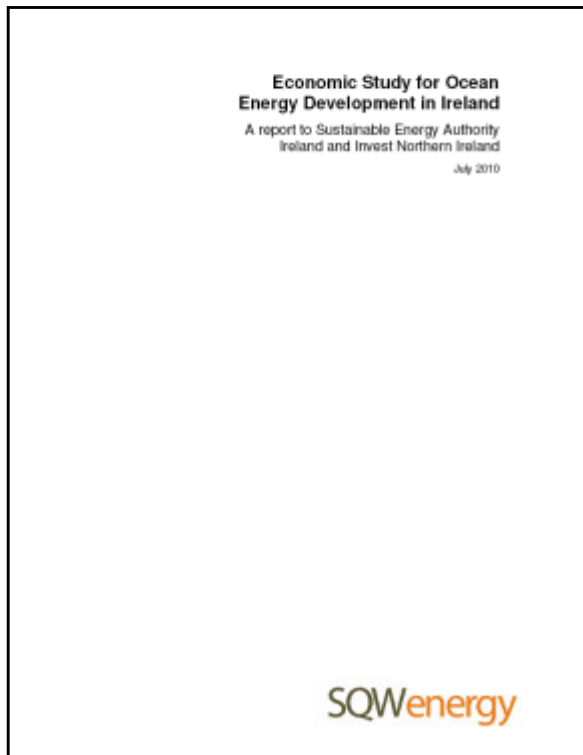 Economic Study for Ocean
Energy Development in Ireland
A report to Sustainable Energy Authority
Ireland and Invest Northern Ireland
July 2010
SQWenergy